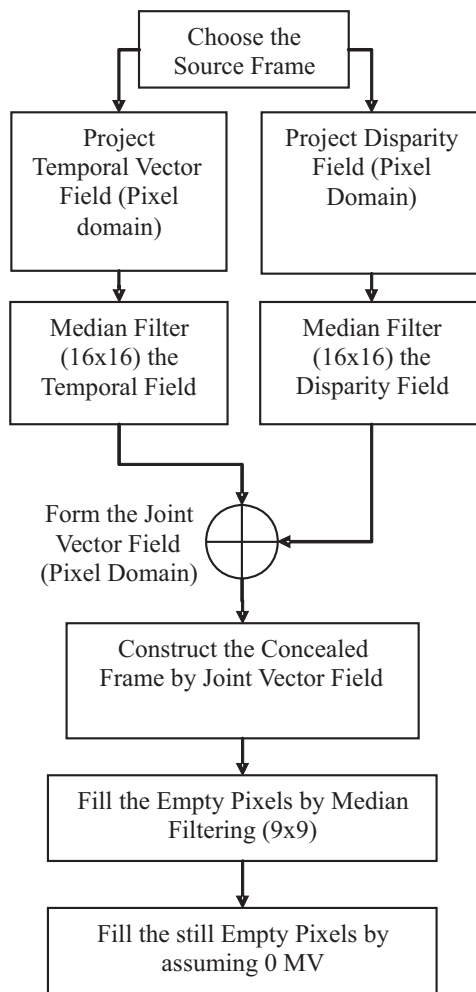 Choose the
Source Frame
Project
Temporal Vector
Field (Pixel
domain)
Project Disparity
Field (Pixel
Domain)
Median Filter
(16x16) the
Temporal Field
Median Filter
(16x16) the
Disparity Field
Form the Joint
Vector Field
(Pixel Domain)
Construct the Concealed
Frame by Joint Vector Field
Fill the Empty Pixels by Median
Filtering (9x9)
Fill the still Empty Pixels by
assuming 0 MV